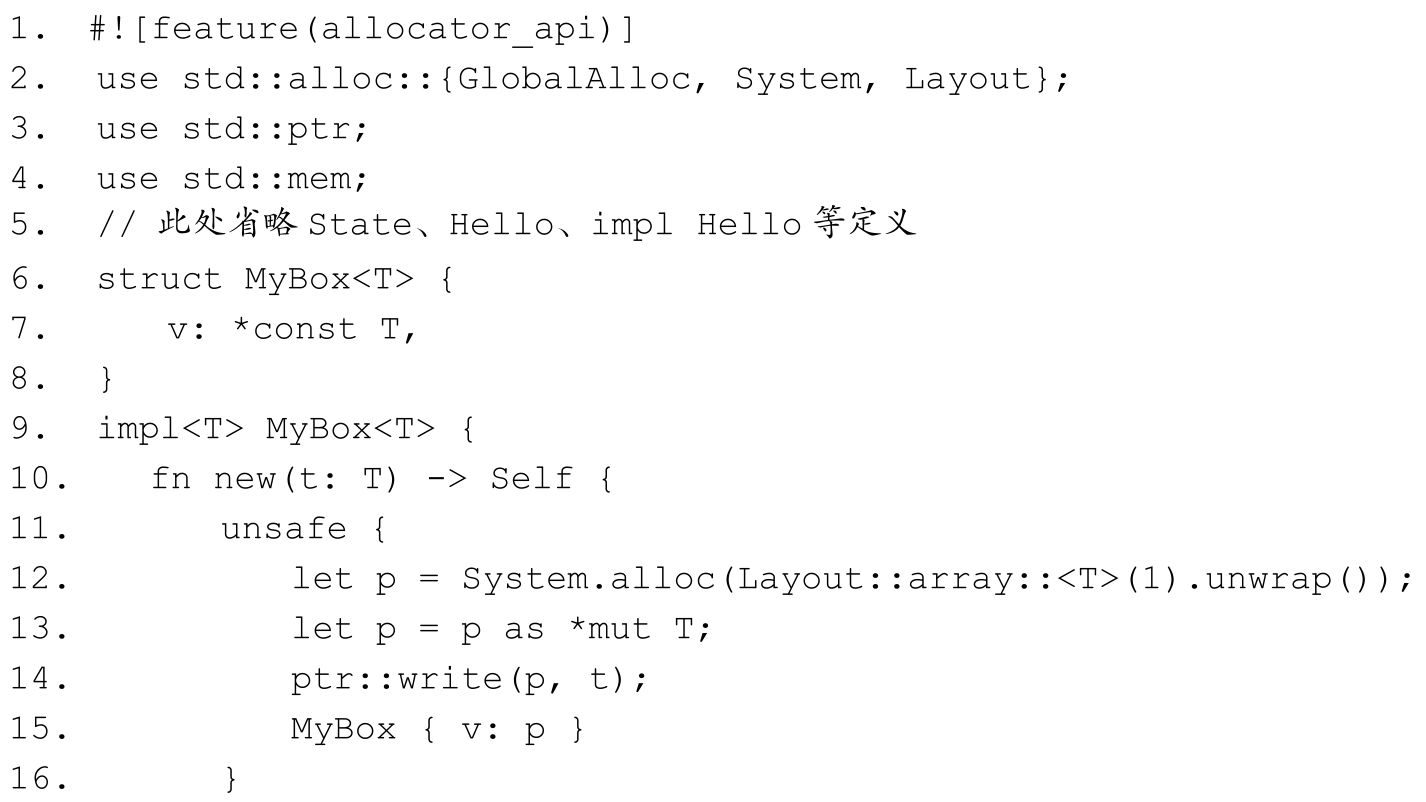 1.  #![feature(allocator_api)]
2.  use std::alloc::{GlobalAlloc, System, Layout};
3.  use std::ptr;
4.  use std::mem;
5.  // 此处省略 State、Hello、impl Hello 等定义
6.  struct MyBox<T> {
7.      v: *const T,
8.  }
9.  impl<T> MyBox<T> {
10.    fn new(t: T) -> Self {
11.        unsafe {
12.            let p = System.alloc(Layout::array::<T>(1).unwrap());
13.            let p = p as *mut T;
14.            ptr::write(p, t);
15.            MyBox { v: p }
16.        }